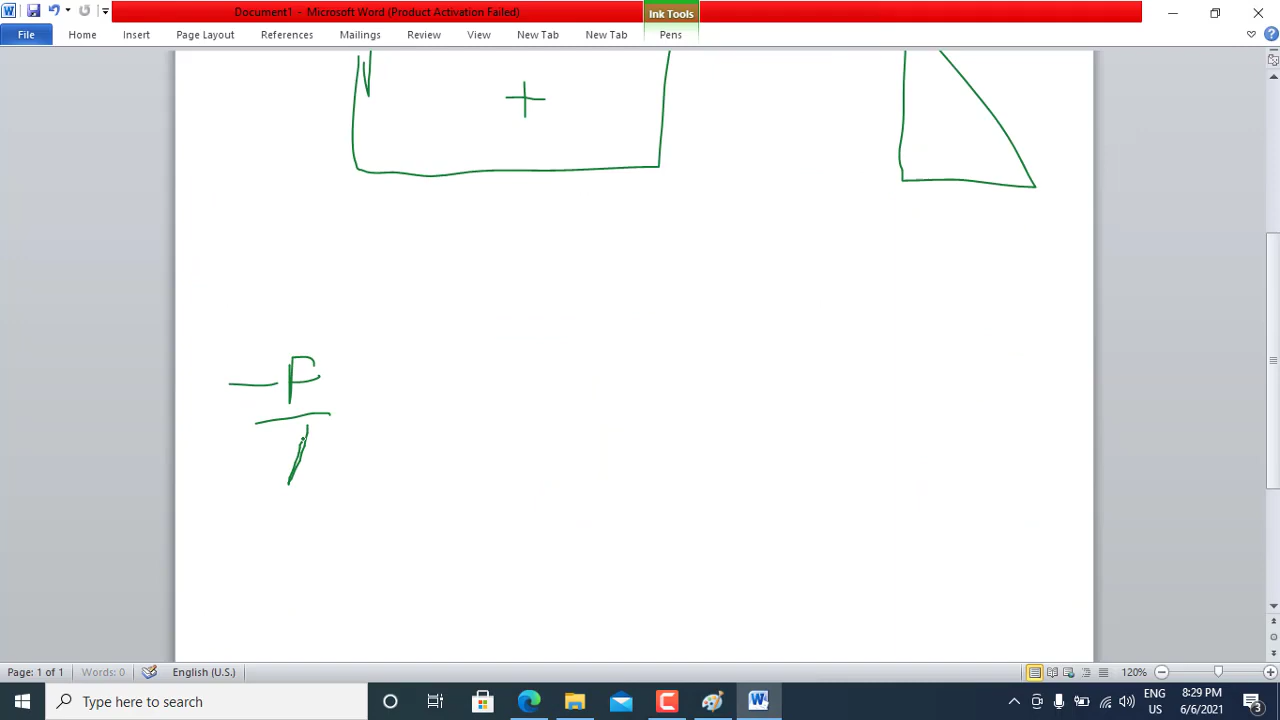 Document1 - Microsoft Word (Product Activation Failed)
Ink Tools
File
Home
Insert
Page Layout
References
Mailings
Review
View
New Tab
New Tab
Pens
+
— P
Page: 1 of 1
Words: 0
English (U.S.)
120%
Type here to search
ENG
US
8:29 PM
6/6/2021
3